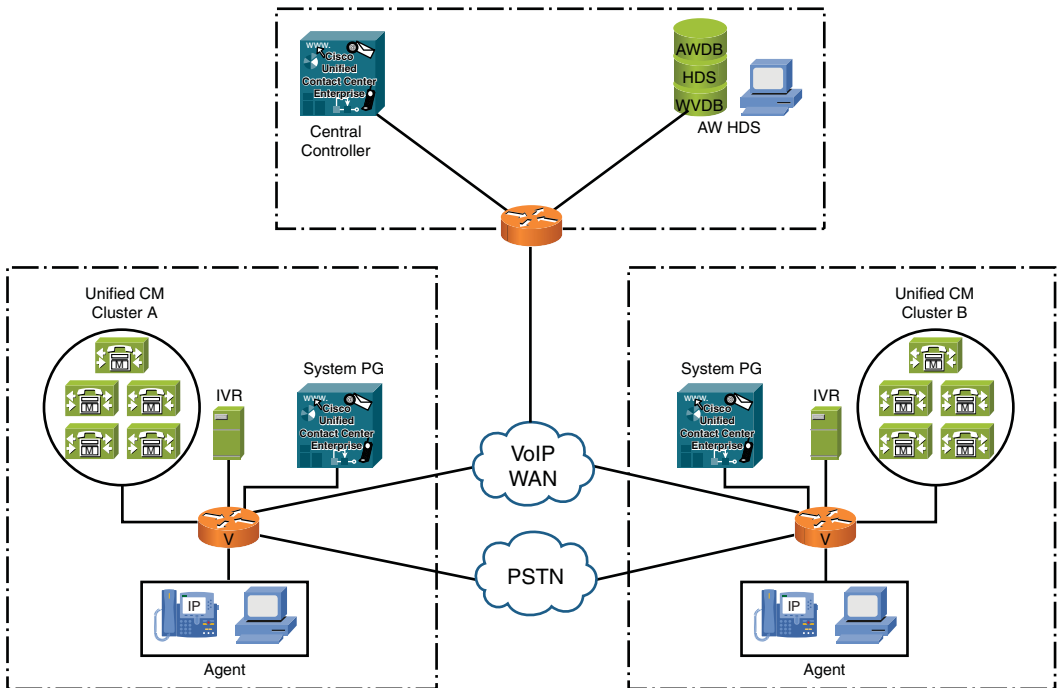 www.
Cisco
Unified
Contact Center
Enterprise
Central
Controller
AWDB
HDS
WVDB
AW HDS
Unified CM
Cluster A
M
M
M
M
M
IVR
System PG
www.
Cisco
Unified
Contact Center
Enterprise
V
IP
Agent
VoIP
WAN
PSTN
Unified CM
Cluster B
M
M
M
M
M
System PG
www.
Cisco
Unified
Contact Center
Enterprise
IVR
V
IP
Agent